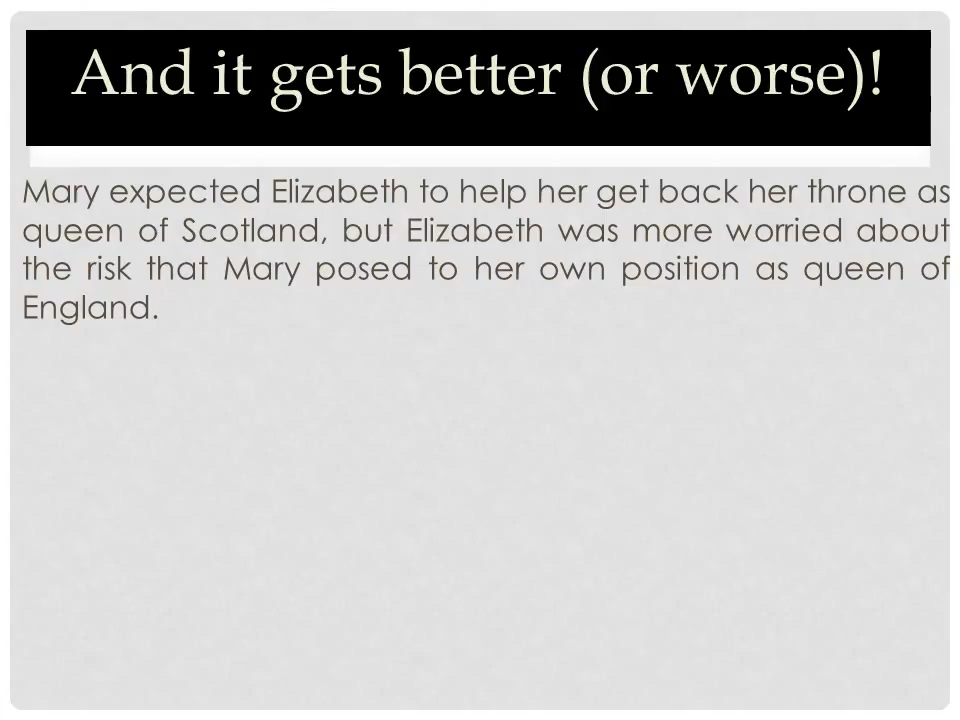 And it gets better (or worse)!
Mary expected Elizabeth to help her get back her throne as
queen of Scotland, but Elizabeth was more worried about
the risk that Mary posed to her own position as queen of
England.